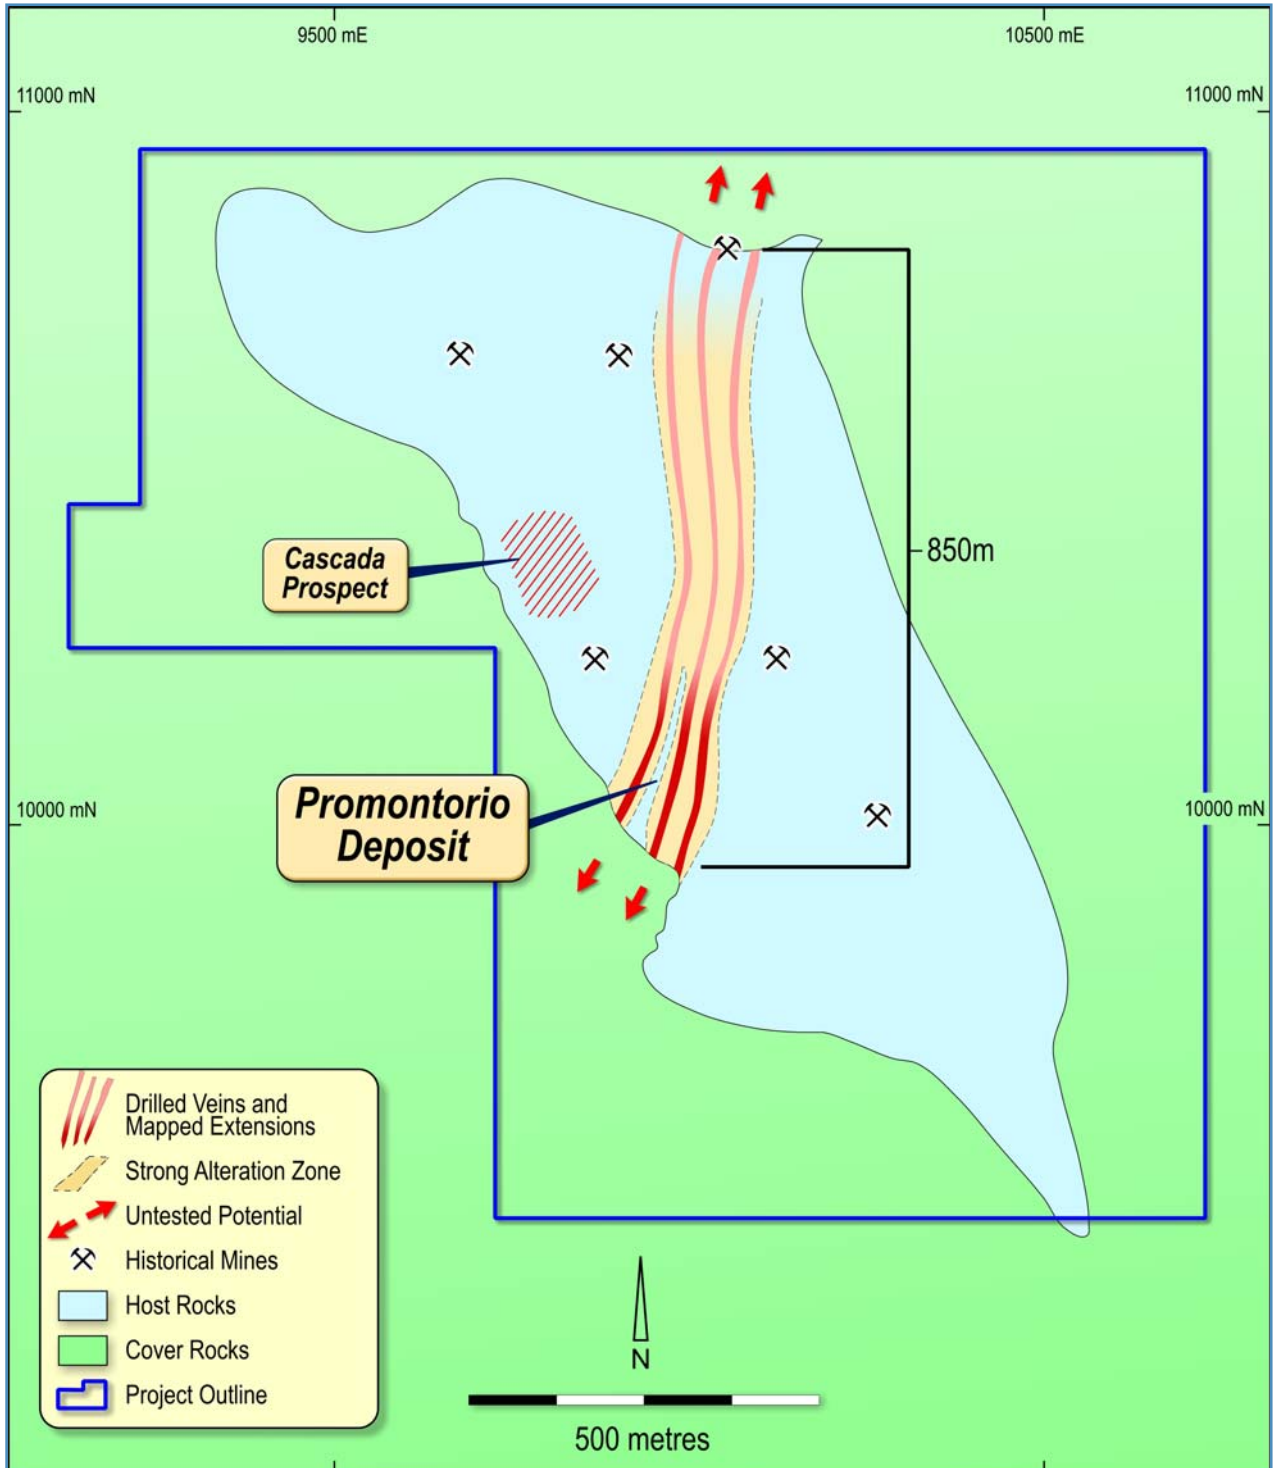 9500 mE
10500 mE
11000 mN
11000 mN
850m
Cascada
Prospect
Promontorio
Deposit
10000 mN
10000 mN
Drilled Veins and
Mapped Extensions
Strong Alteration Zone
Untested Potential
Historical Mines
Host Rocks
Cover Rocks
Project Outline
N
500 metres